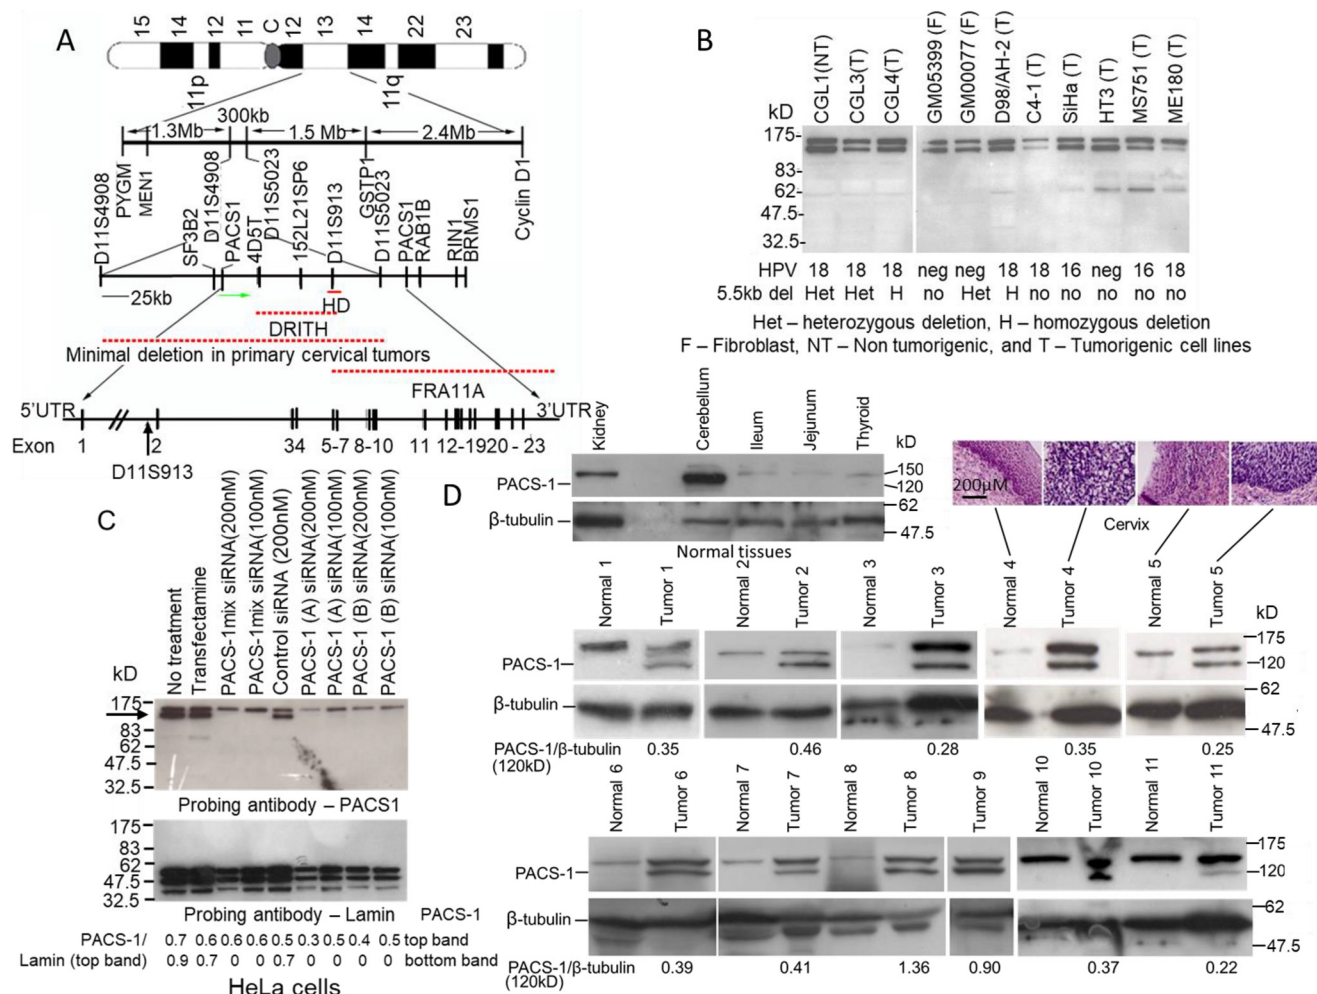 A
15 14 12 11 C 12 13 14 22 23
11p 11q
300kb
1.3Mb 1.5 Mb 2.4Mb
PYGM
MEN1
D11S4908
D11S5023
GSTP1
Cyclin D1
D11S4908
SF3B2
PACS1
4D5T
152L21SP6
D11S913
D11S5023
PACS1
RAB1B
RIN1
BRMS1
25kb
HD
DRITH
Minimal deletion in primary cervical tumors
FRA11A
5'UTR 3'UTR
Exon 1 2 34 5-7 8-10 11 12-1920 - 23
D11S913
B
kD
CGL1(NT)
CGL3(T)
CGL4(T)
GM05399 (F)
GM00077 (F)
D98/AH-2 (T)
C4-1 (T)
SiHa (T)
HT3 (T)
MS751 (T)
ME180 (T)
175-
83-
62-
47.5-
32.5-
HPV 18 18 18 neg neg 18 18 16 neg 16 18
5.5kb del Het Het H no Het H no no no no no
Het – heterozygous deletion, H – homozygous deletion
F – Fibroblast, NT – Non tumorigenic, and T – Tumorigenic cell lines
C
kD
No treatment
Transfectamine
PACS-1mix siRNA(200nM)
PACS-1mix siRNA(100nM)
Control siRNA (200nM)
PACS-1 (A) siRNA(200nM)
PACS-1 (A) siRNA(100nM)
PACS-1 (B) siRNA(200nM)
PACS-1 (B) siRNA(100nM)
175
83
62
47.5
32.5
Probing antibody – PACS1
175
83
62
47.5
32.5
Probing antibody – Lamin
PACS-1
PACS-1/ 0.7 0.6 0.6 0.6 0.5 0.3 0.5 0.4 0.5 top band
Lamin (top band) 0.9 0.7 0 0 0.7 0 0 0 0 bottom band
HeLa cells
D
Kidney
Cerebellum
Ileum
Jejunum
Thyroid
kD
PACS-1
150
120
β-tubulin
62
47.5
Normal tissues
200µM
Cervix
Normal 1
Tumor 1
Normal 2
Tumor 2
Normal 3
Tumor 3
Normal 4
Tumor 4
Normal 5
Tumor 5
kD
PACS-1
175
120
β-tubulin
62
47.5
PACS-1/β-tubulin 0.35 0.46 0.28 0.35 0.25
(120kD)
Normal 6
Tumor 6
Normal 7
Tumor 7
Normal 8
Tumor 8
Tumor 9
Normal 10
Tumor 10
Normal 11
Tumor 11
PACS-1
175
120
β-tubulin
62
47.5
PACS-1/β-tubulin 0.39 0.41 1.36 0.90 0.37 0.22
(120kD)